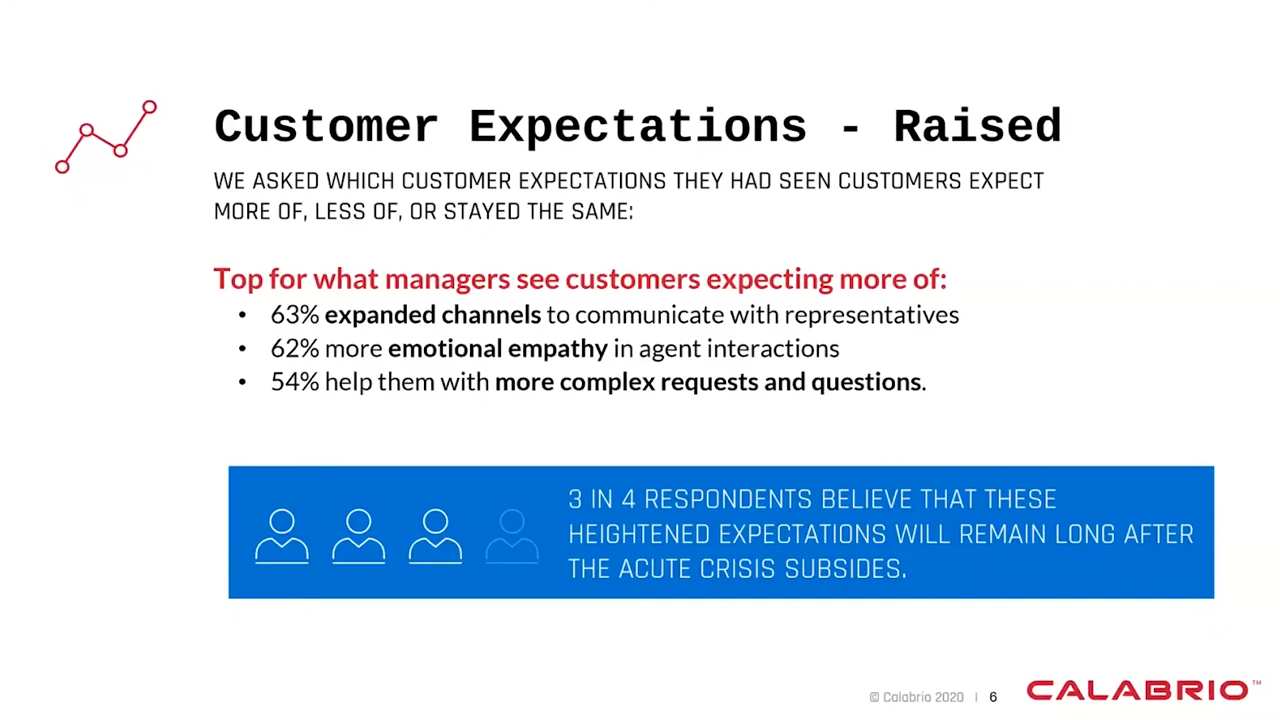 Customer Expectations - Raised
WE ASKED WHICH CUSTOMER EXPECTATIONS THEY HAD SEEN CUSTOMERS EXPECT
MORE OF, LESS OF, OR STAYED THE SAME:
Top for what managers see customers expecting more of:
• 63% expanded channels to communicate with representatives
• 62% more emotional empathy in agent interactions
• 54% help them with more complex requests and questions.
3 IN 4 RESPONDENTS BELIEVE THAT THESE
HEIGHTENED EXPECTATIONS WILL REMAIN LONG AFTER
THE ACUTE CRISIS SUBSIDES.
© Calabrio 2020 | 6 CALABRIO™